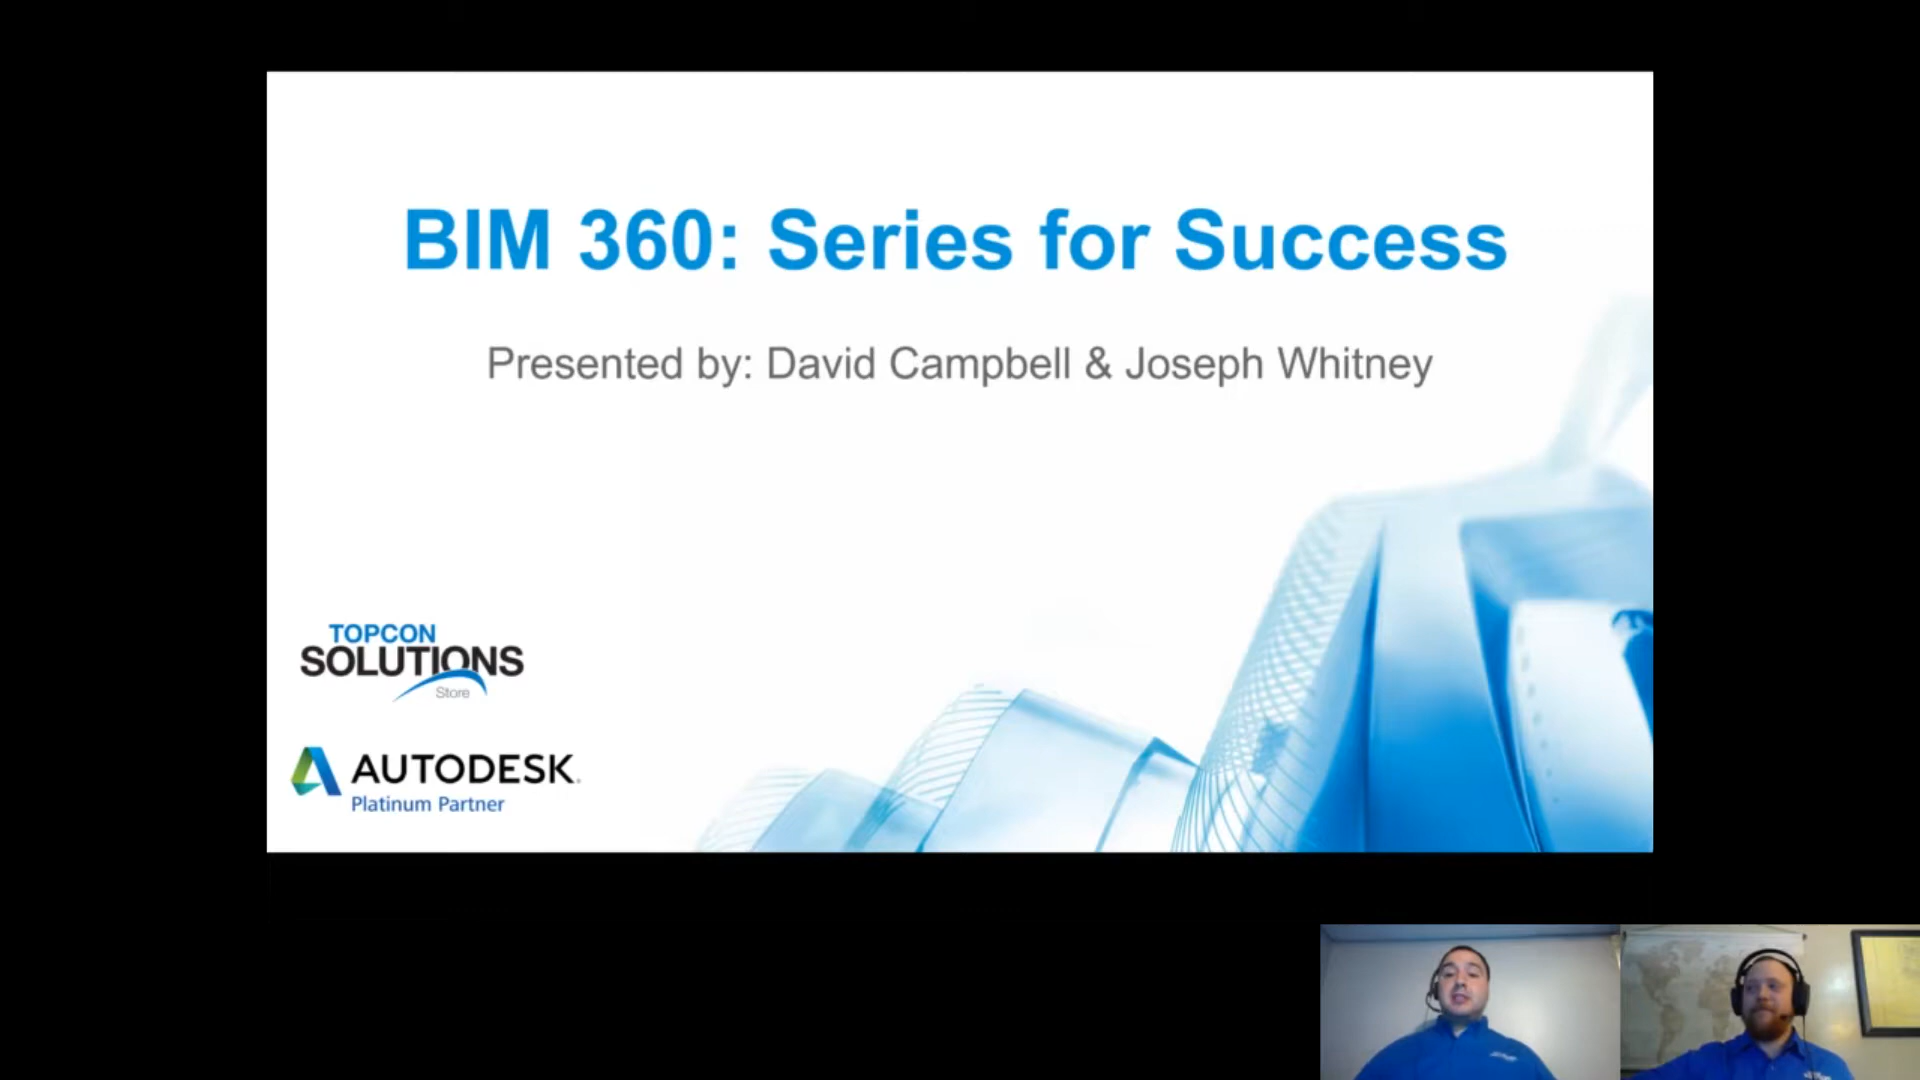 BIM 360: Series for Success
Presented by: David Campbell & Joseph Whitney
TOPCON
SOLUTIONS
Store
AUTODESK.
Platinum Partner